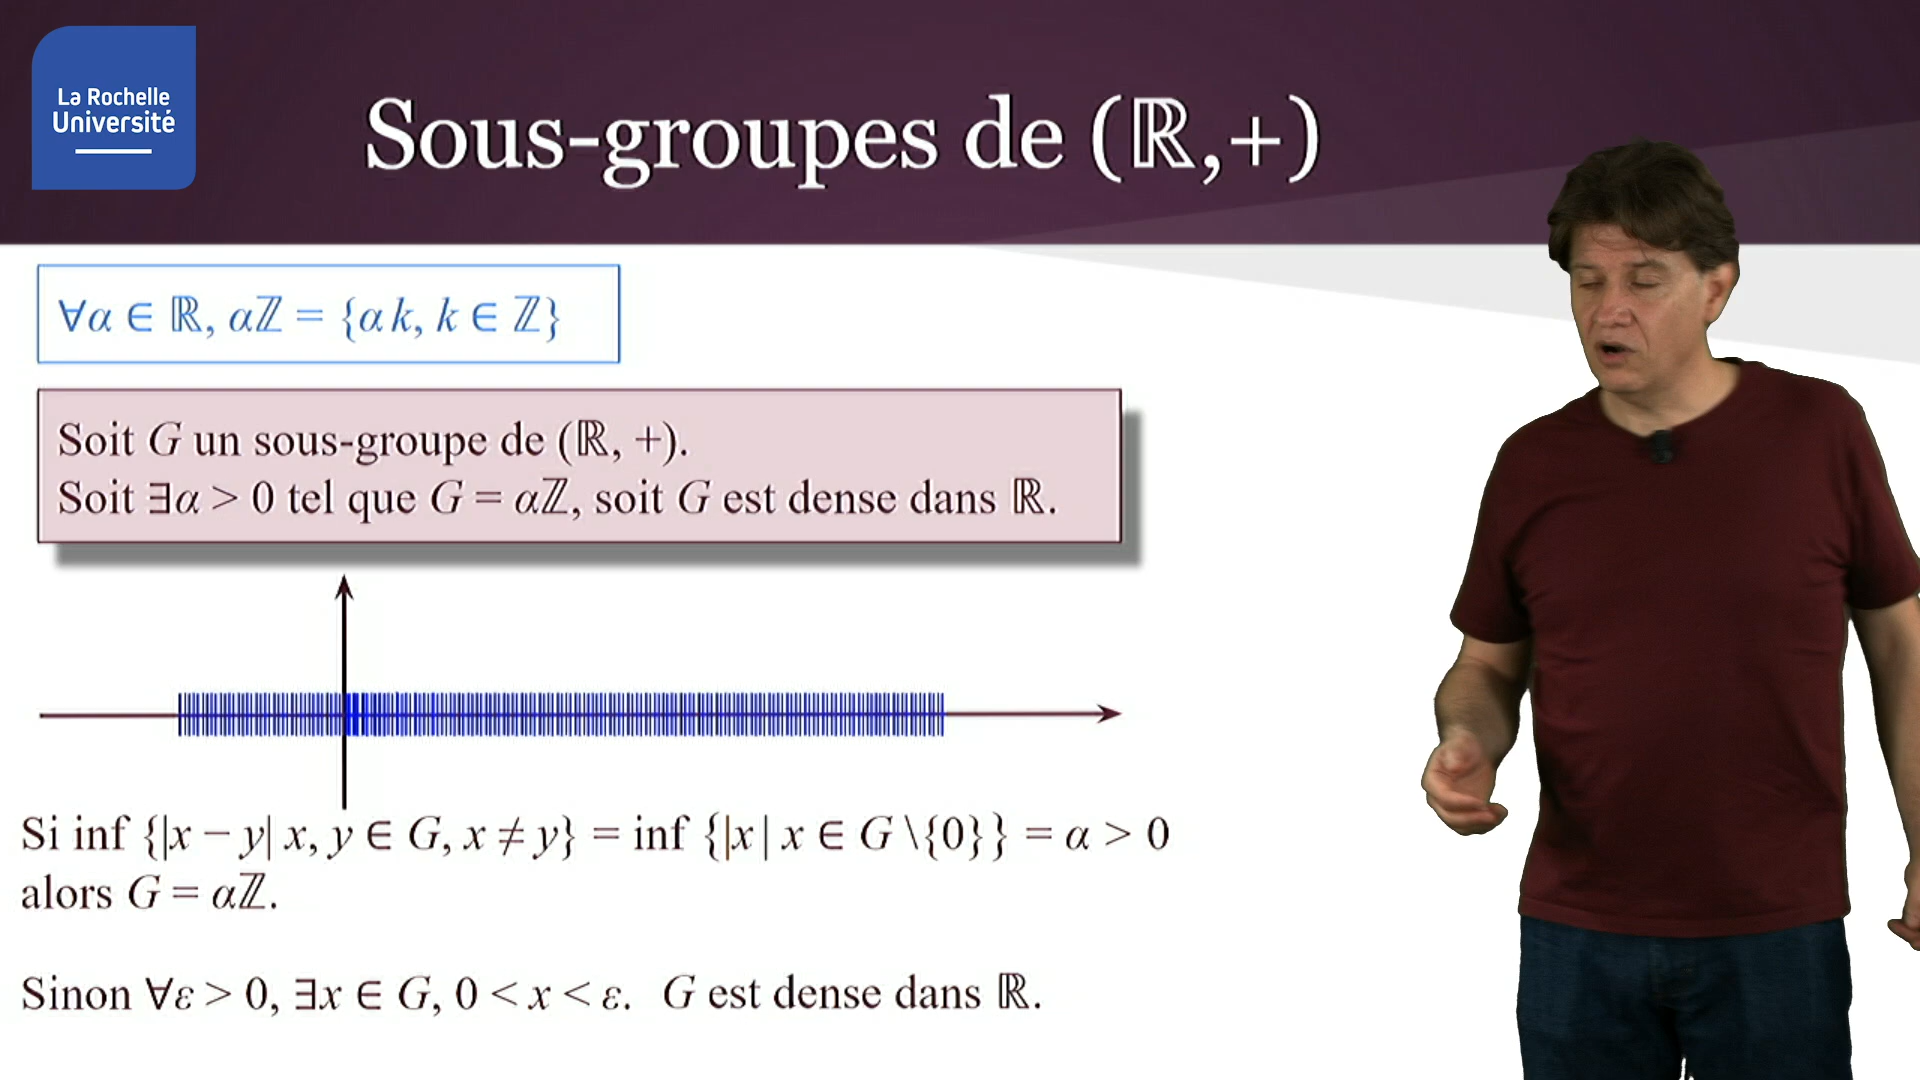 La Rochelle
Université
Sous-groupes de (ℝ,+)
∀α ∈ ℝ, αℤ = {αk, k ∈ ℤ}
Soit G un sous-groupe de (ℝ, +).
Soit ∃α > 0 tel que G = αℤ, soit G est dense dans ℝ.
Si inf {|x − y| x, y ∈ G, x ≠ y} = inf {|x| x ∈ G \{0}} = α > 0
alors G = αℤ.
Sinon ∀ε > 0, ∃x ∈ G, 0 < x < ε. G est dense dans ℝ.